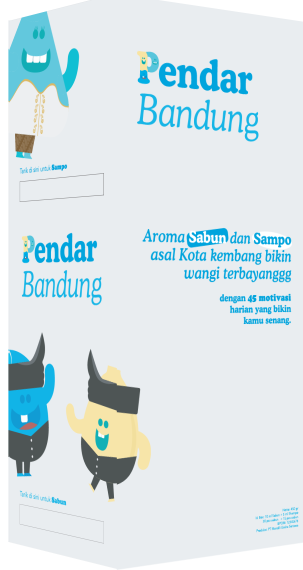 Pendar
Bandung
Tarik di sini untuk Sampo
Pendar
Bandung
Aroma Sabun dan Sampo
asal Kota kembang bikin
wangi terbayanggg
dengan 45 motivasi
harian yang bikin
kamu senang.
Tarik di sini untuk Sabun